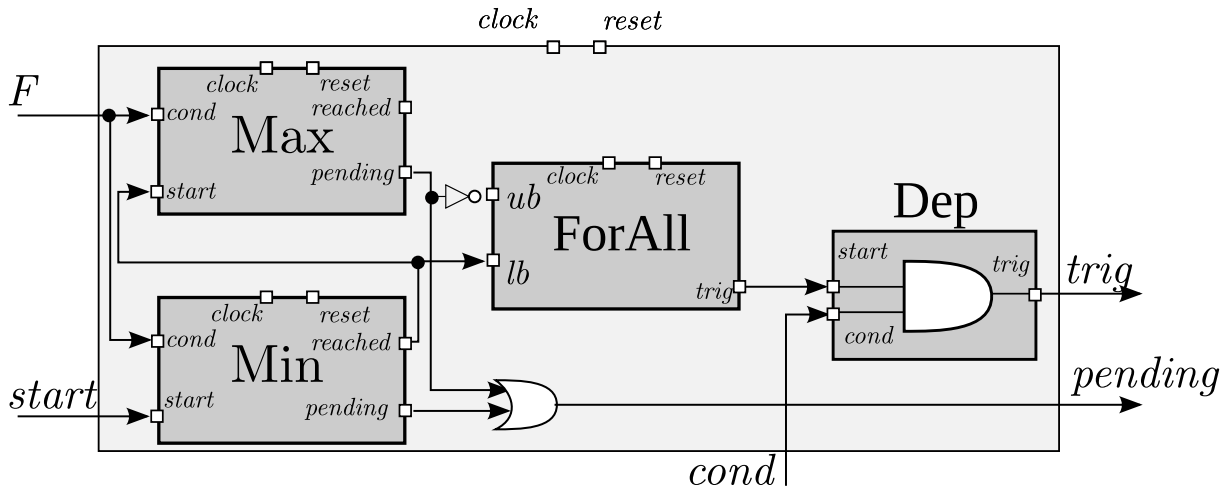 clock reset
F
clock reset
reached
cond
Max
pending
start
clock reset
ub
ForAll
lb
trig
Dep
start
trig
cond
trig
clock reset
reached
cond
Min
start
pending
start
pending
cond